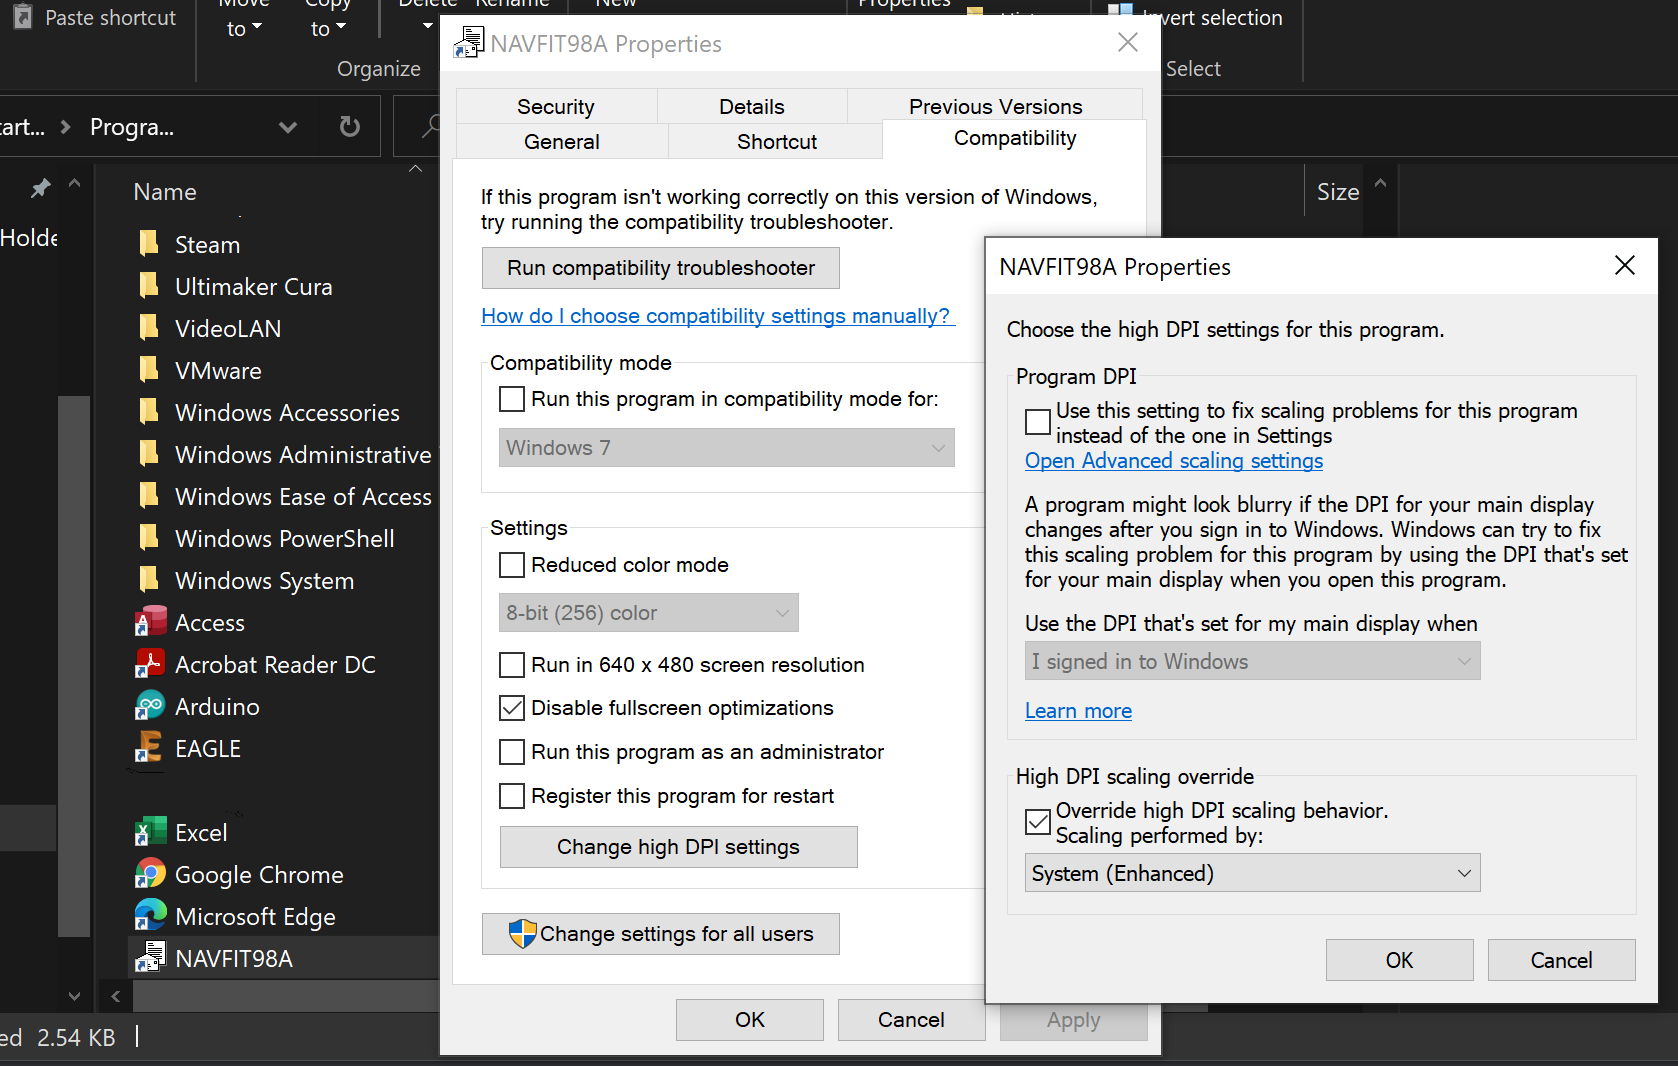 Paste shortcut
Move
to
Copy
to
Delete
Rename
New
Properties
Invert selection
Organize
Select
Progra...
Name
Size
Steam
Ultimaker Cura
VideoLAN
VMware
Windows Accessories
Windows Administrative
Windows Ease of Access
Windows PowerShell
Windows System
Access
Acrobat Reader DC
Arduino
EAGLE
Excel
Google Chrome
Microsoft Edge
NAVFIT98A
2.54 KB
NAVFIT98A Properties
Security
Details
Previous Versions
General
Shortcut
Compatibility
If this program isn't working correctly on this version of Windows,
try running the compatibility troubleshooter.
Run compatibility troubleshooter
How do I choose compatibility settings manually?
Compatibility mode
Run this program in compatibility mode for:
Windows 7
Settings
Reduced color mode
8-bit (256) color
Run in 640 x 480 screen resolution
Disable fullscreen optimizations
Run this program as an administrator
Register this program for restart
Change high DPI settings
Change settings for all users
OK
Cancel
Apply
NAVFIT98A Properties
Choose the high DPI settings for this program.
Program DPI
Use this setting to fix scaling problems for this program
instead of the one in Settings
Open Advanced scaling settings
A program might look blurry if the DPI for your main display
changes after you sign in to Windows. Windows can try to fix
this scaling problem for this program by using the DPI that's set
for your main display when you open this program.
Use the DPI that's set for my main display when
I signed in to Windows
Learn more
High DPI scaling override
Override high DPI scaling behavior.
Scaling performed by:
System (Enhanced)
OK
Cancel